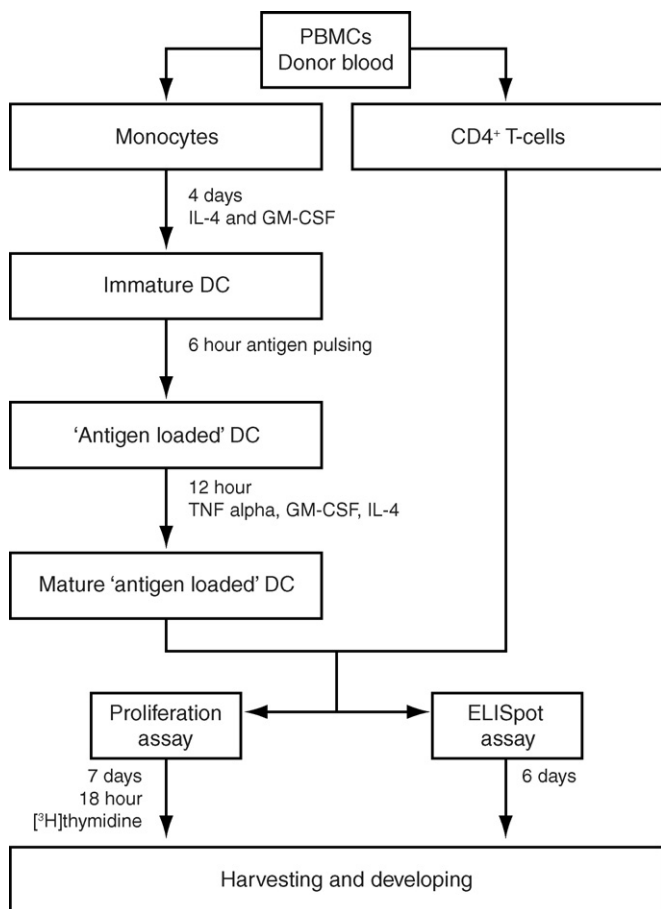 PBMCs
Donor blood
Monocytes
CD4⁺ T-cells
4 days
IL-4 and GM-CSF
Immature DC
6 hour antigen pulsing
‘Antigen loaded’ DC
12 hour
TNF alpha, GM-CSF, IL-4
Mature ‘antigen loaded’ DC
Proliferation
assay
ELISpot
assay
7 days
18 hour
[³H]thymidine
6 days
Harvesting and developing